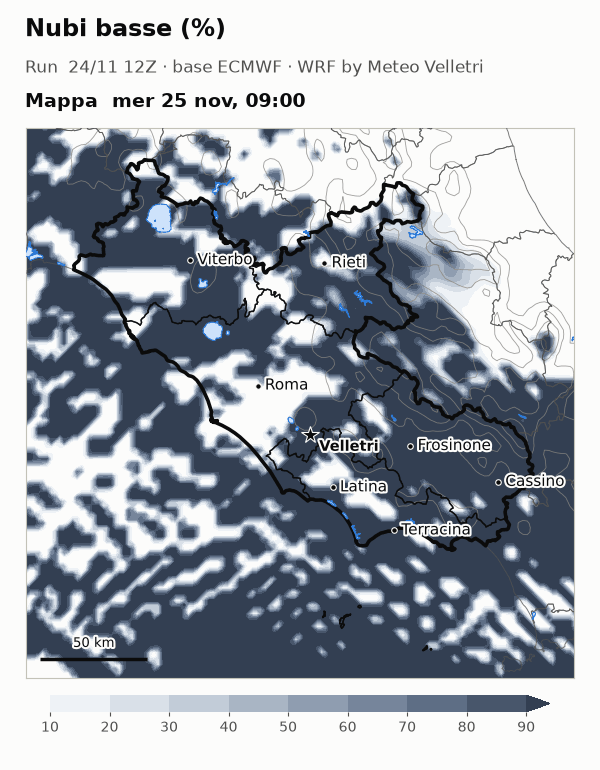 Nubi basse (%)
Run  24/11 12Z · base ECMWF · WRF by Meteo Velletri
Mappa  mer 25 nov, 09:00
Viterbo
Rieti
Roma
Velletri
Frosinone
Latina
Cassino
Terracina
50 km
10 20 30 40 50 60 70 80 90